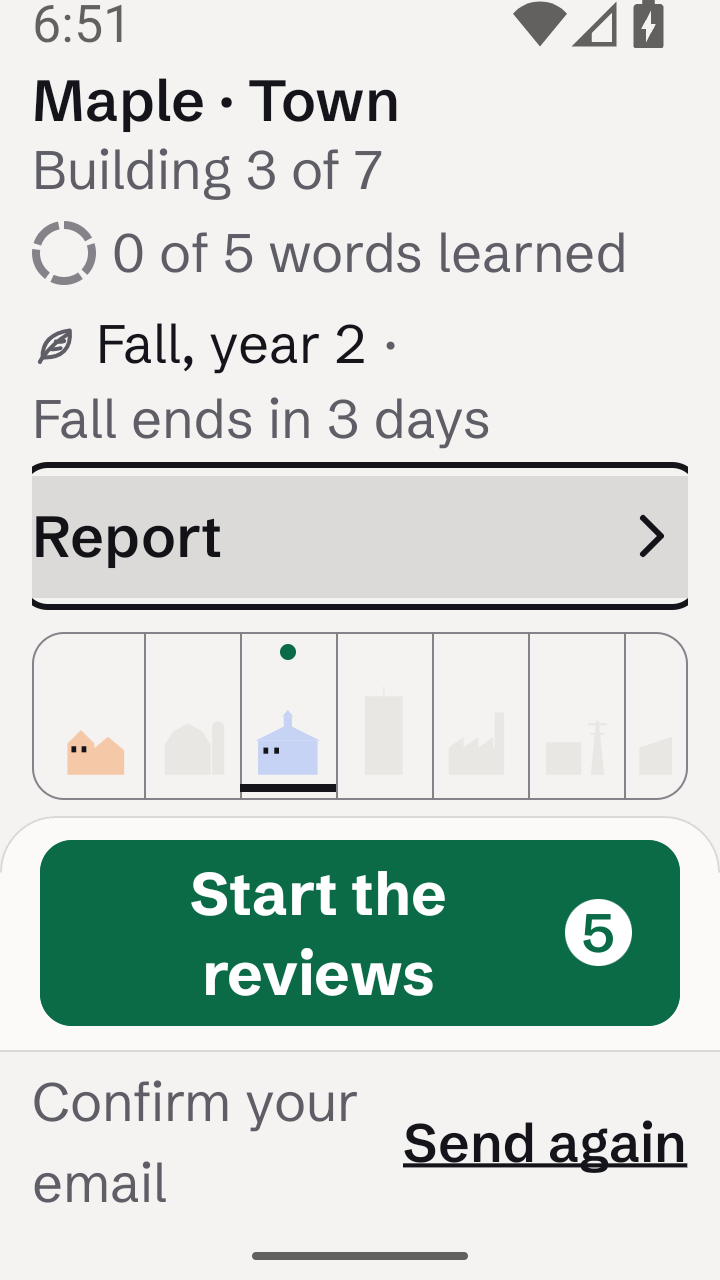 6:51
Maple · Town
Building 3 of 7
0 of 5 words learned
Fall, year 2 ·
Fall ends in 3 days
Report
Start the
reviews
5
Confirm your
email
Send again